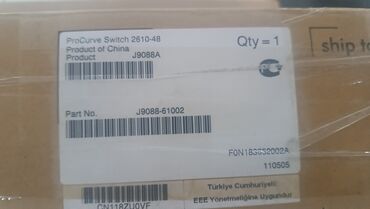 ProCurve Switch 2610-48
Product of China
Product J9088A
Qty = 1
ship to
Part No. J9088-61002
110505
Türkiye Cumhuriyeti:
EEE Yönetmeliğine Uygundur